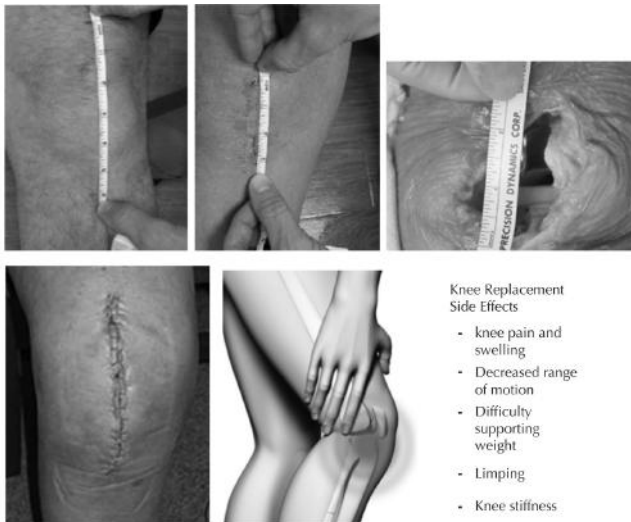 PRECISION DYNAMICS CORP.
Knee Replacement
Side Effects
- knee pain and
swelling
- Decreased range
of motion
- Difficulty
supporting
weight
- Limping
- Knee stiffness